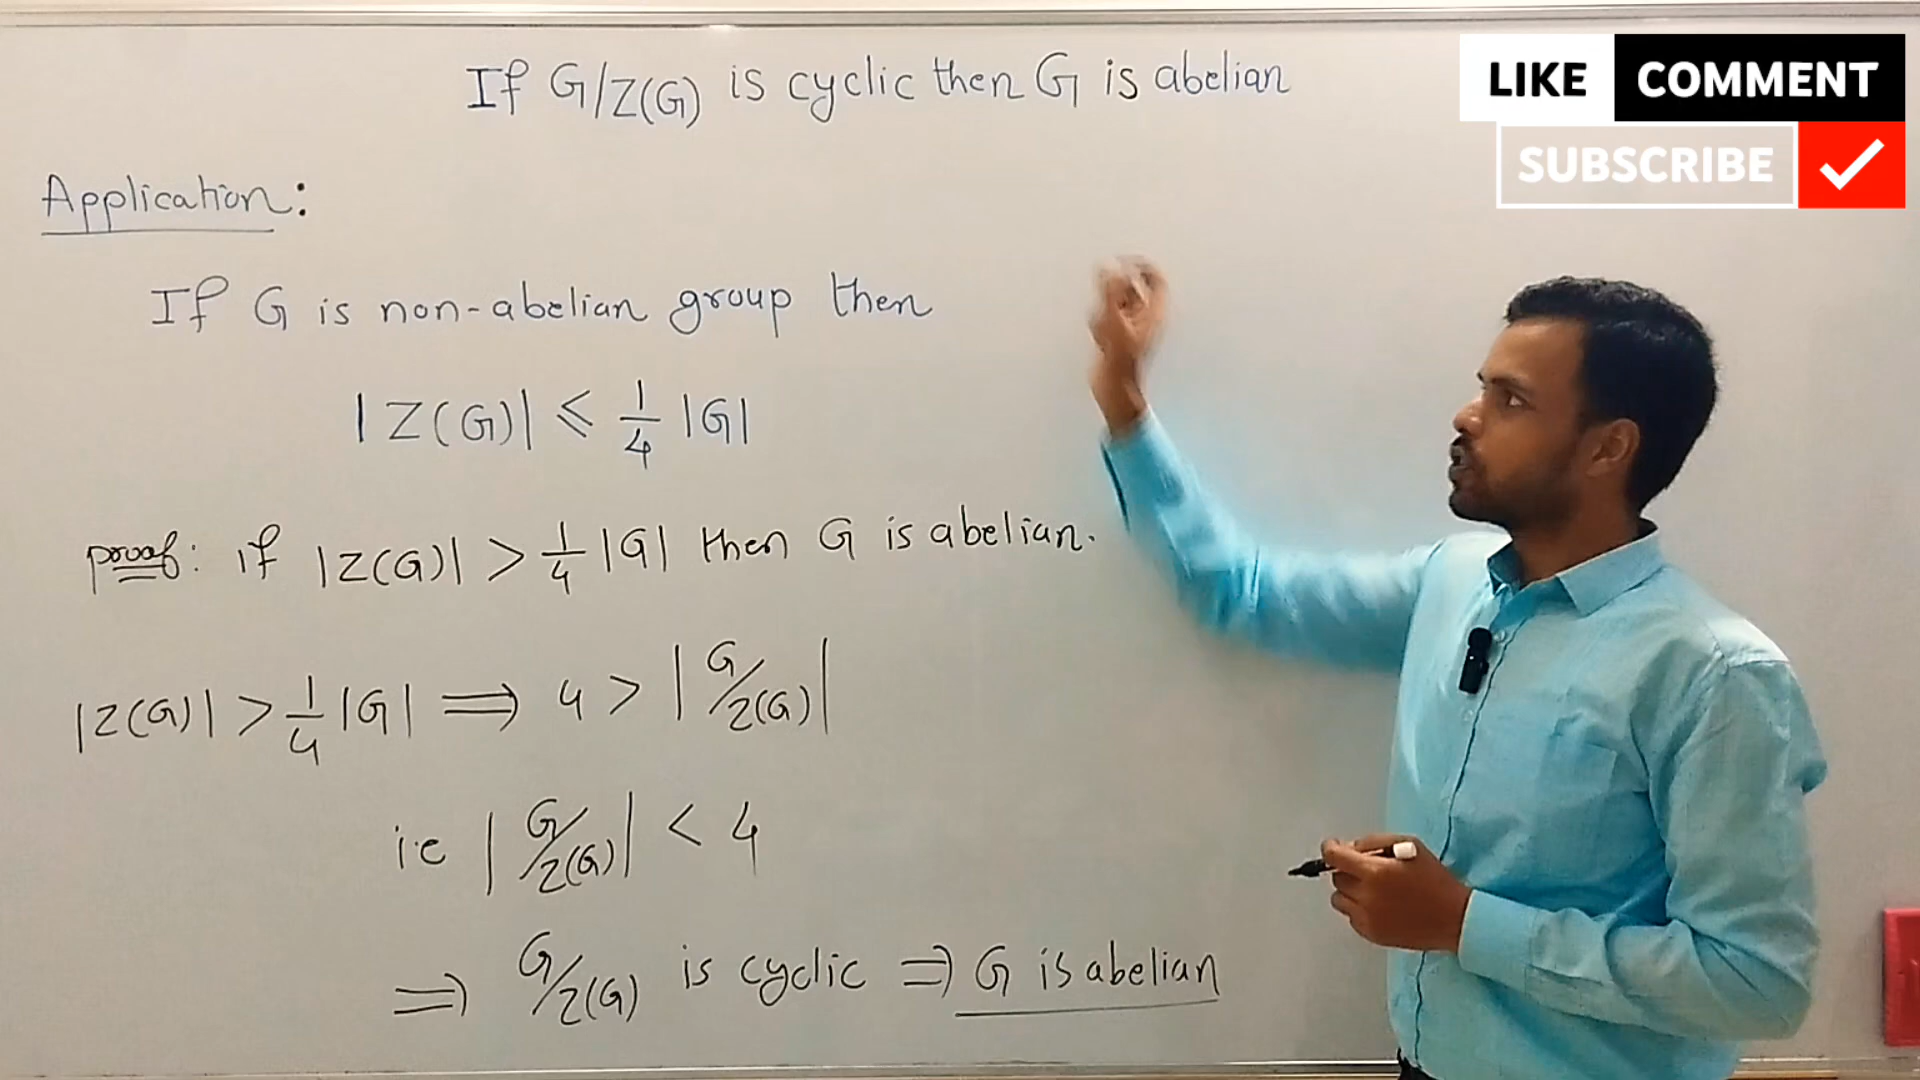 If G/Z(G) is cyclic then G is abelian
LIKE COMMENT
SUBSCRIBE
Application:
If G is non-abelian group then
|Z(G)| ⩽ 1/4 |G|
proof: if |Z(G)| > 1/4 |G| then G is abelian.
|Z(G)| > 1/4 |G| ⟹ 4 > |G/Z(G)|
i.e |G/Z(G)| < 4
⟹ G/Z(G) is cyclic ⟹ G is abelian